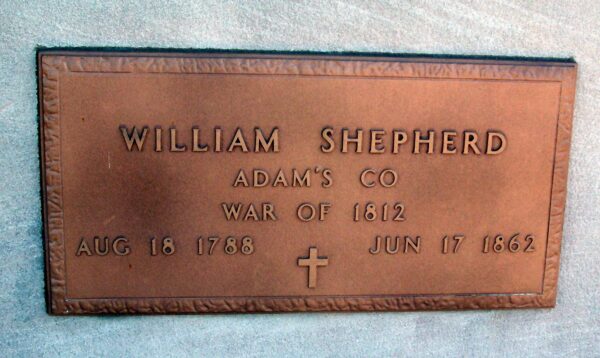 WILLIAM SHEPHERD
ADAM'S CO
WAR OF 1812
AUG 18 1788 JUN 17 1862